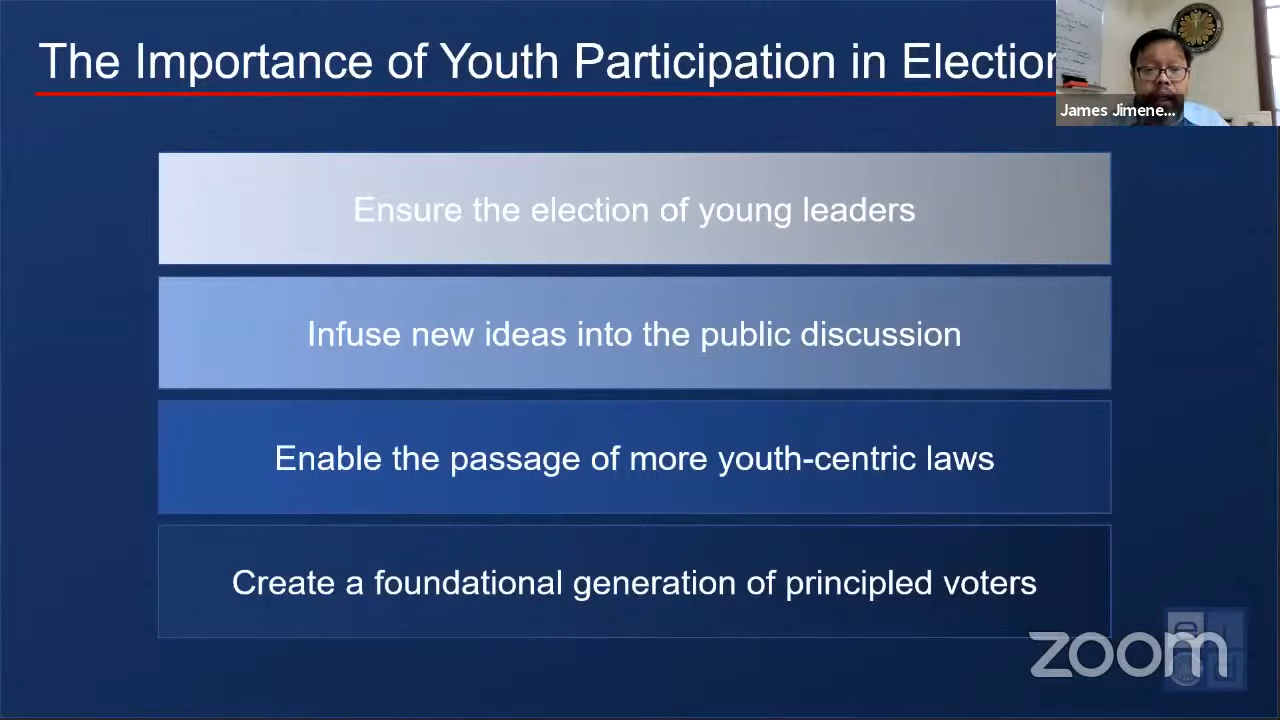 The Importance of Youth Participation in Election
James Jimene...
Ensure the election of young leaders
Infuse new ideas into the public discussion
Enable the passage of more youth-centric laws
Create a foundational generation of principled voters
zoom